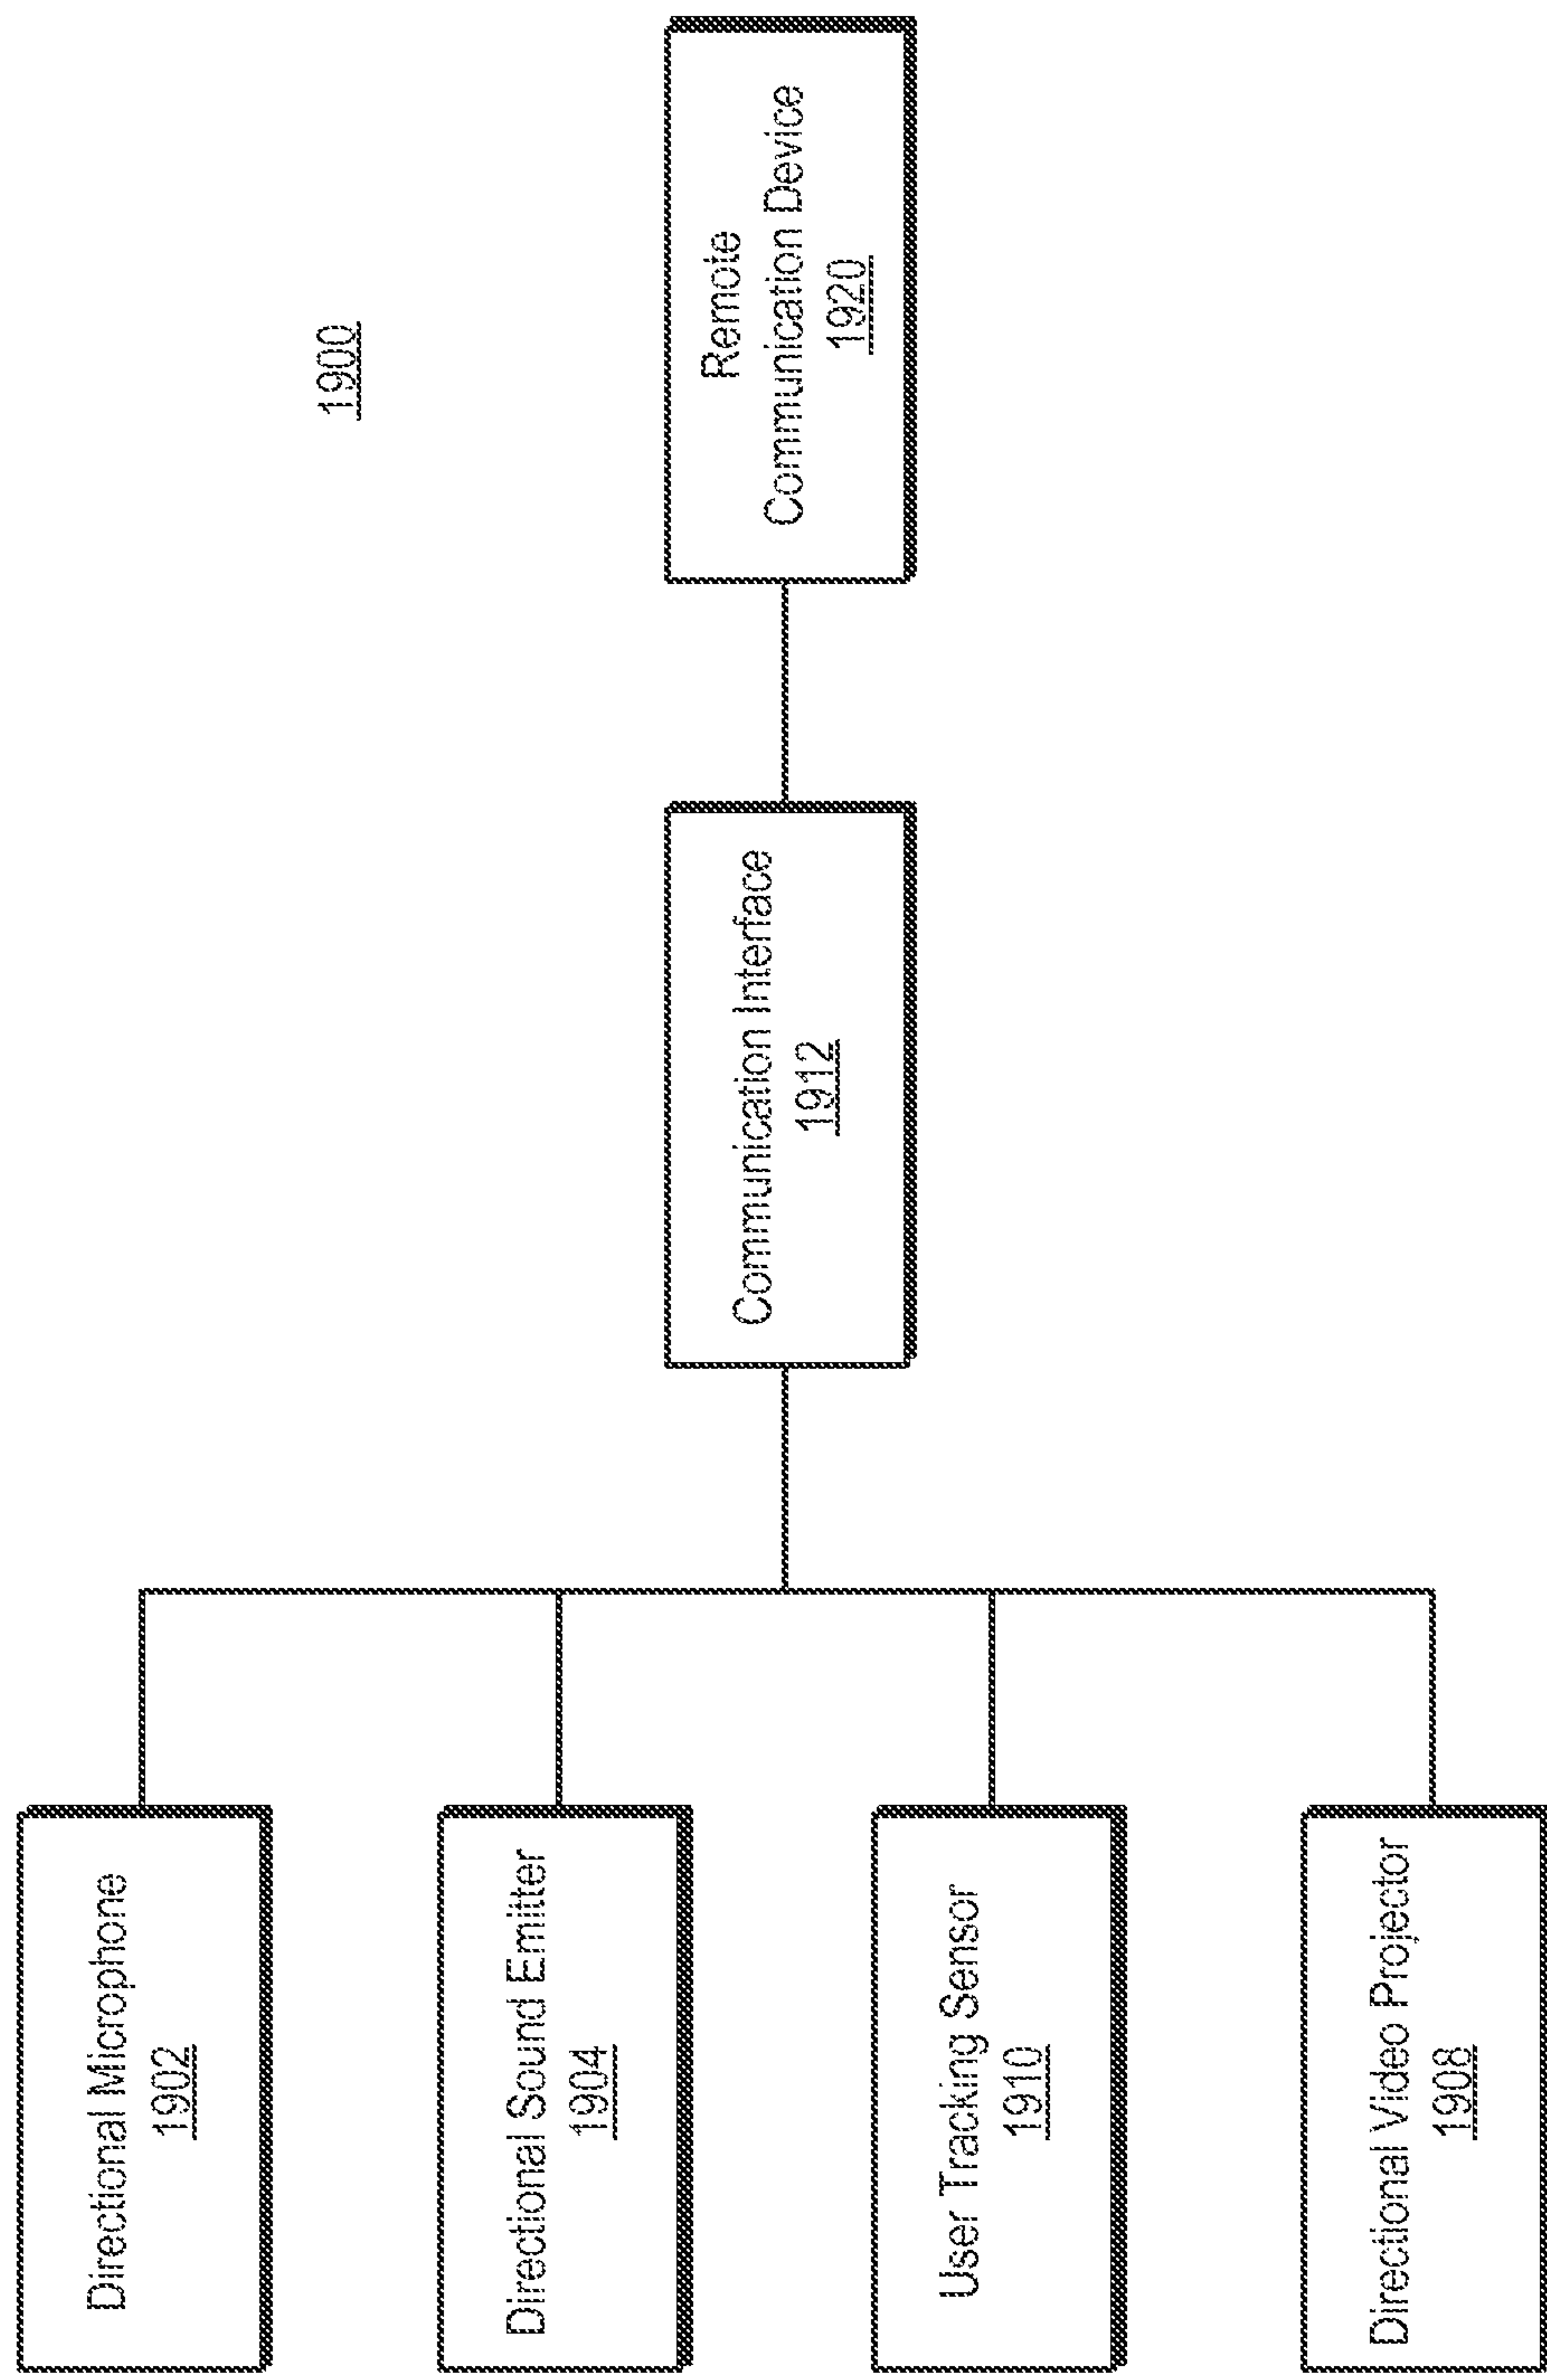 1900
Directional Microphone
1902
Directional Sound Emitter
1904
User Tracking Sensor
1910
Directional Video Projector
1908
Communication Interface
1912
Remote
Communication Device
1920